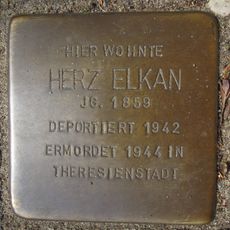 HIER WOHNTE
HERZ ELKAN
JG. 1859
DEPORTIERT 1942
ERMORDET 1944 IN
THERESIENSTADT